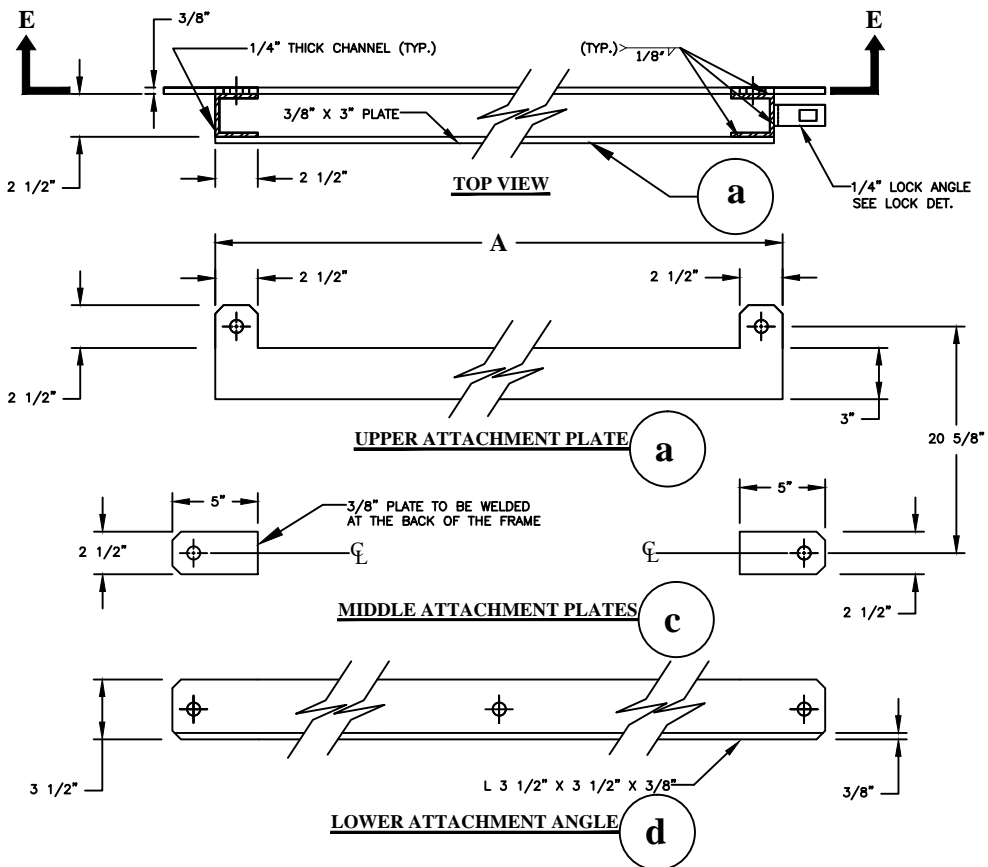 E
3/8"
E
1/4" THICK CHANNEL (TYP.)
(TYP.)
1/8"
3/8" X 3" PLATE
2 1/2"
2 1/2"
TOP VIEW
a
1/4" LOCK ANGLE
SEE LOCK DET.
A
2 1/2"
2 1/2"
2 1/2"
3"
20 5/8"
UPPER ATTACHMENT PLATE
a
5"
3/8" PLATE TO BE WELDED
AT THE BACK OF THE FRAME
5"
2 1/2"
℄
℄
2 1/2"
MIDDLE ATTACHMENT PLATES
c
3 1/2"
L 3 1/2" X 3 1/2" X 3/8"
3/8"
LOWER ATTACHMENT ANGLE
d